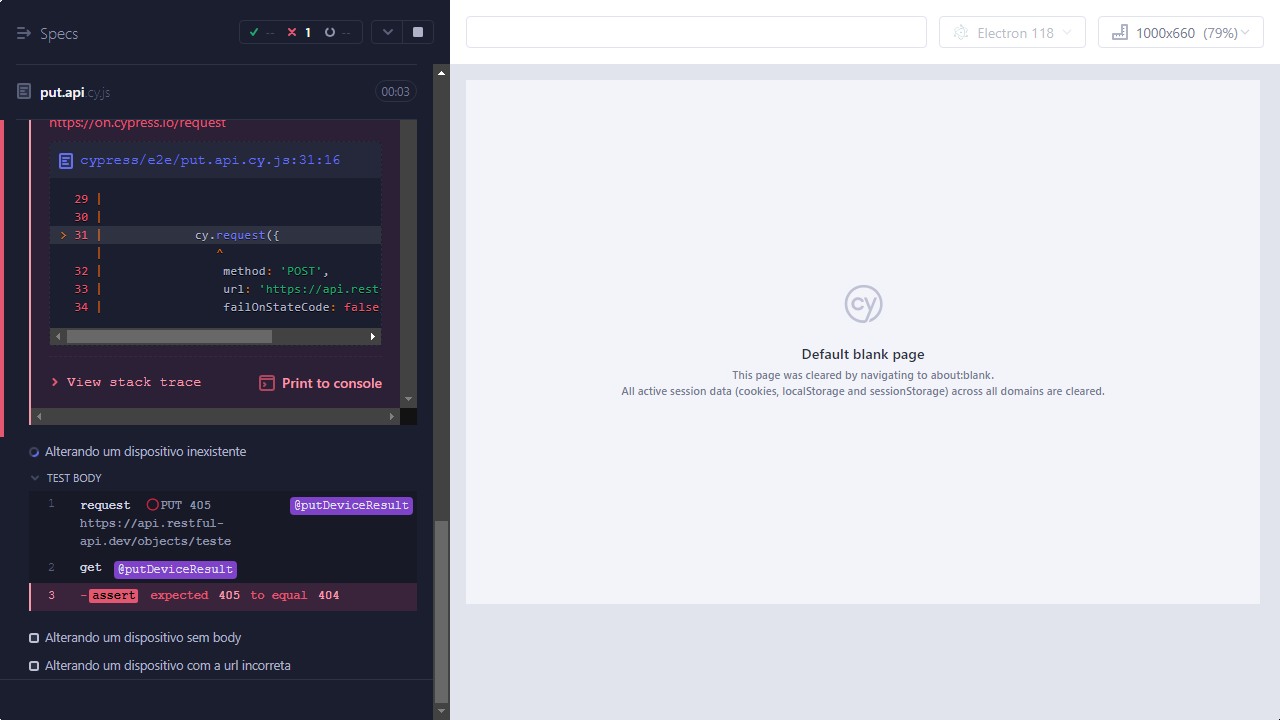 Specs
-- 1 --
Electron 118
1000x660 (79%)
put.api.cy.js
00:03
https://on.cypress.io/request
cypress/e2e/put.api.cy.js:31:16
29 |
30 |
> 31 | cy.request({
| ^
32 | method: 'POST',
33 | url: 'https://api.rest
34 | failOnStateCode: false
> View stack trace
Print to console
Alterando um dispositivo inexistente
TEST BODY
1 request PUT 405 @putDeviceResult
https://api.restful-
api.dev/objects/teste
2 get @putDeviceResult
3 -assert expected 405 to equal 404
Alterando um dispositivo sem body
Alterando um dispositivo com a url incorreta
cy
Default blank page
This page was cleared by navigating to about:blank.
All active session data (cookies, localStorage and sessionStorage) across all domains are cleared.